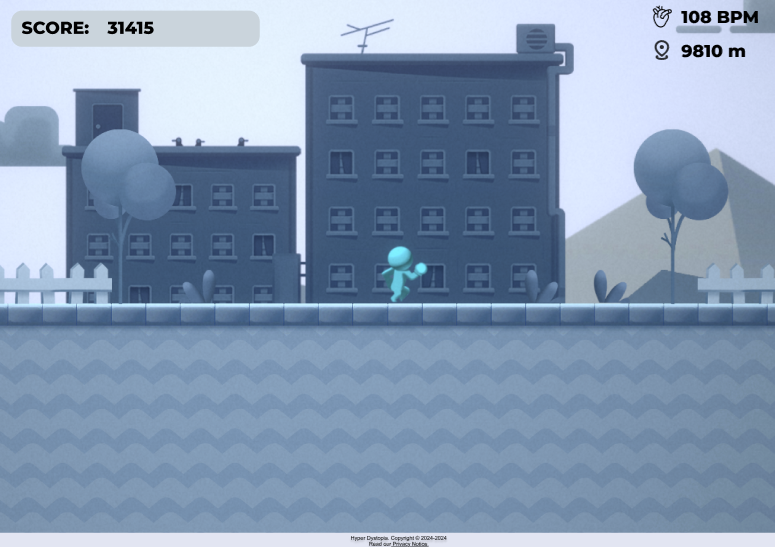 SCORE: 31415
108 BPM
9810 m
Hyper Dystopia. Copyright © 2024-2024
Read our Privacy Notice.